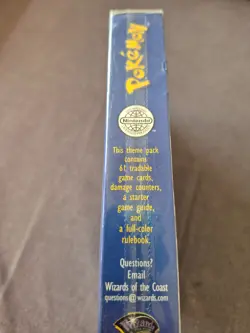 POKéMON
Nintendo
This theme pack
contains
61 tradable
game cards,
damage counters,
a starter
game guide,
and
a full-color
rulebook.
Questions?
Email
Wizards of the Coast
questions@wizards.com
Wizards